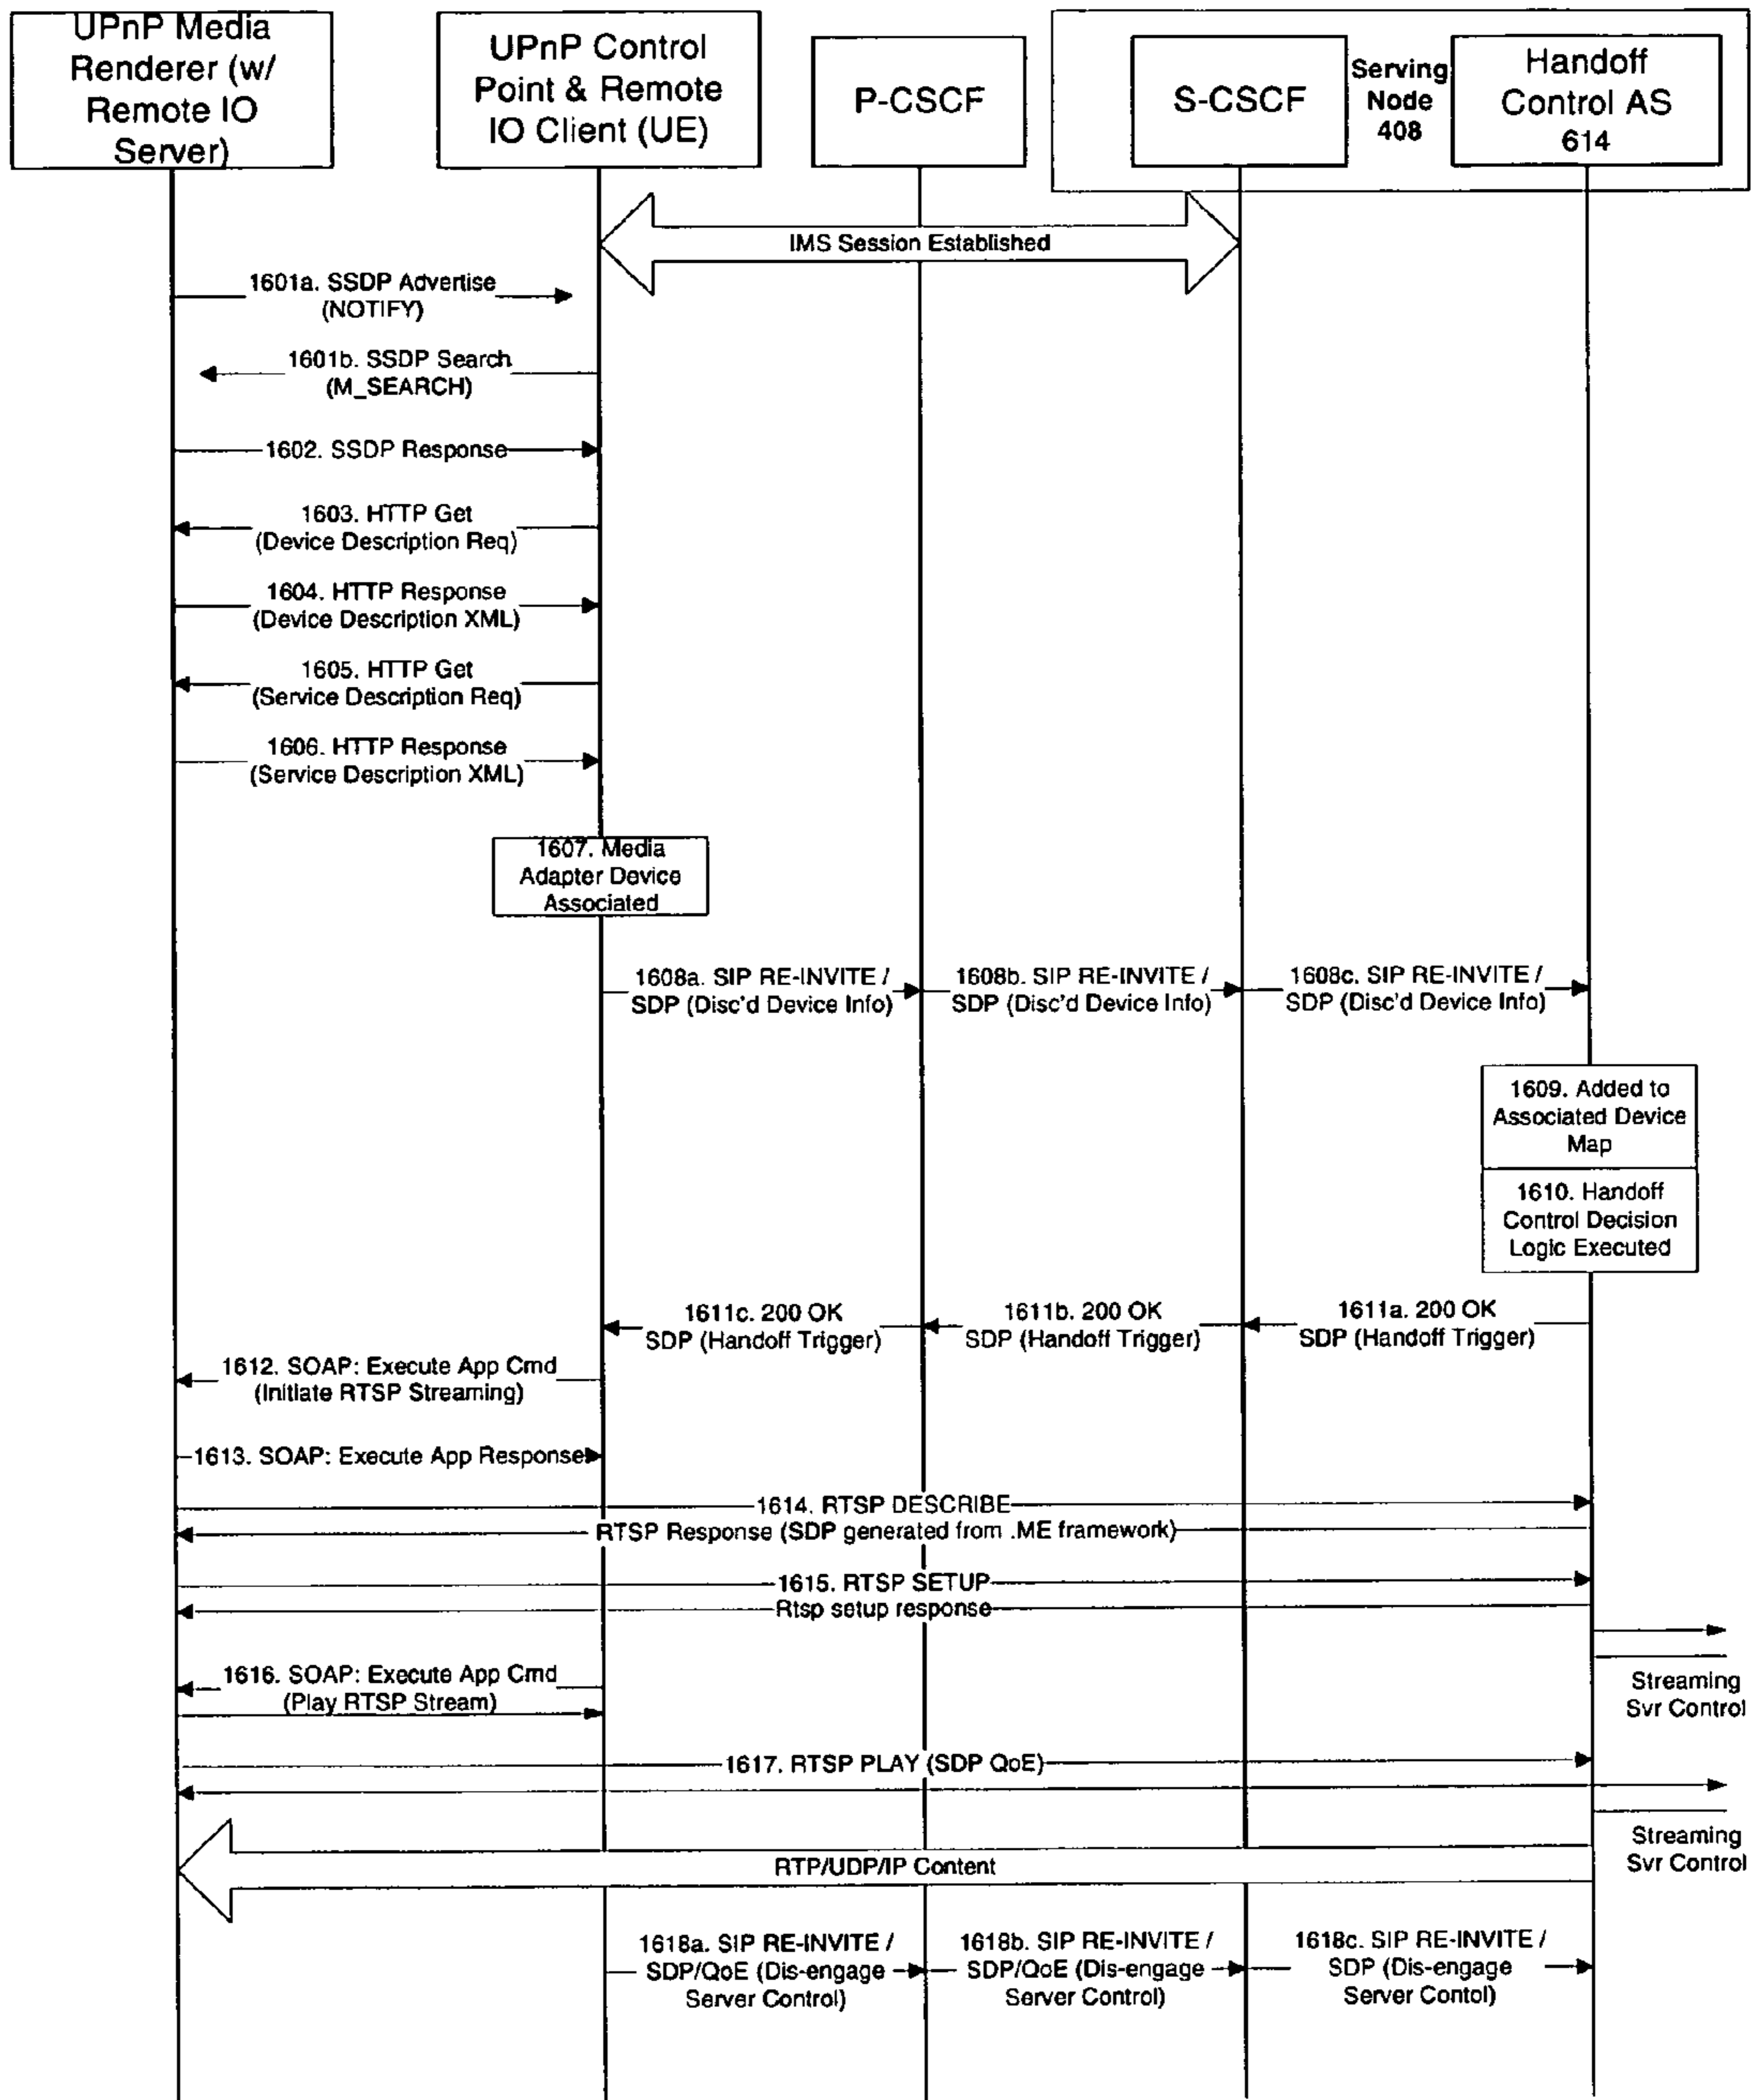 UPnP Media
Renderer (w/
Remote IO
Server)
UPnP Control
Point & Remote
IO Client (UE)
P-CSCF
S-CSCF
Serving
Node
408
Handoff
Control AS
614
IMS Session Established
1601a. SSDP Advertise
(NOTIFY)
1601b. SSDP Search
(M_SEARCH)
1602. SSDP Response
1603. HTTP Get
(Device Description Req)
1604. HTTP Response
(Device Description XML)
1605. HTTP Get
(Service Description Req)
1606. HTTP Response
(Service Description XML)
1607. Media
Adapter Device
Associated
1608a. SIP RE-INVITE /
SDP (Disc'd Device Info)
1608b. SIP RE-INVITE /
SDP (Disc'd Device Info)
1608c. SIP RE-INVITE /
SDP (Disc'd Device Info)
1609. Added to
Associated Device
Map
1610. Handoff
Control Decision
Logic Executed
1611c. 200 OK
SDP (Handoff Trigger)
1611b. 200 OK
SDP (Handoff Trigger)
1611a. 200 OK
SDP (Handoff Trigger)
1612. SOAP: Execute App Cmd
(Initiate RTSP Streaming)
1613. SOAP: Execute App Response
1614. RTSP DESCRIBE
RTSP Response (SDP generated from .ME framework)
1615. RTSP SETUP
Rtsp setup response
1616. SOAP: Execute App Cmd
(Play RTSP Stream)
Streaming
Svr Control
1617. RTSP PLAY (SDP QoE)
Streaming
Svr Control
RTP/UDP/IP Content
1618a. SIP RE-INVITE /
SDP/QoE (Dis-engage
Server Control)
1618b. SIP RE-INVITE /
SDP/QoE (Dis-engage
Server Control)
1618c. SIP RE-INVITE /
SDP (Dis-engage
Server Contol)